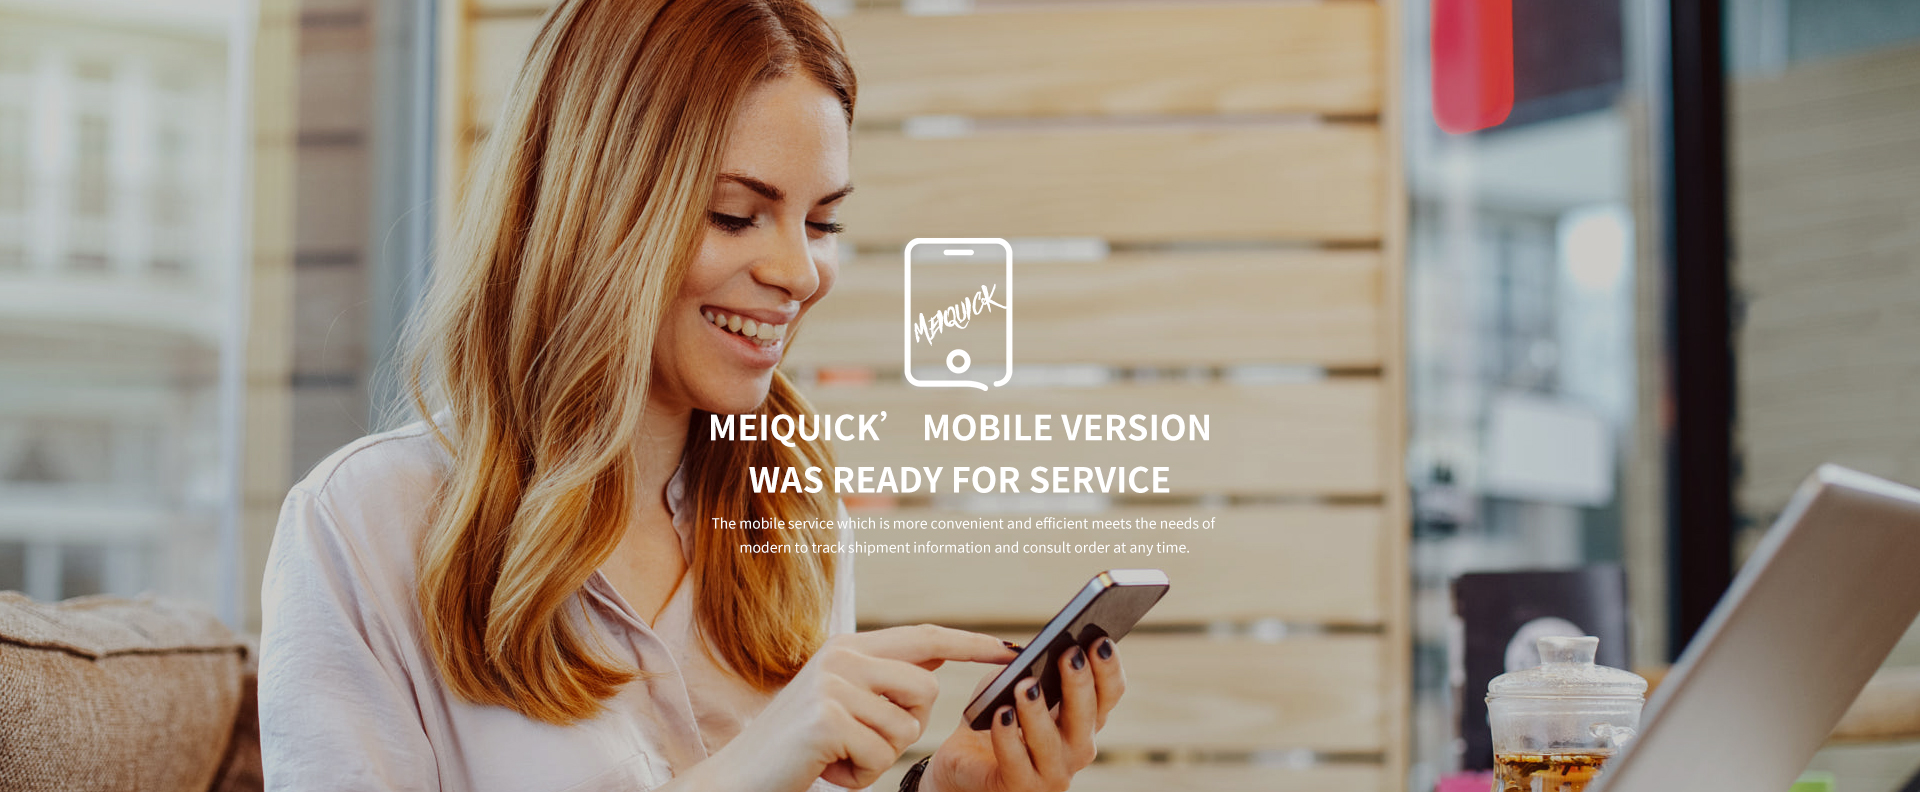 MEIQUICK
MEIQUICK’ MOBILE VERSION
WAS READY FOR SERVICE
The mobile service which is more convenient and efficient meets the needs of
modern to track shipment information and consult order at any time.